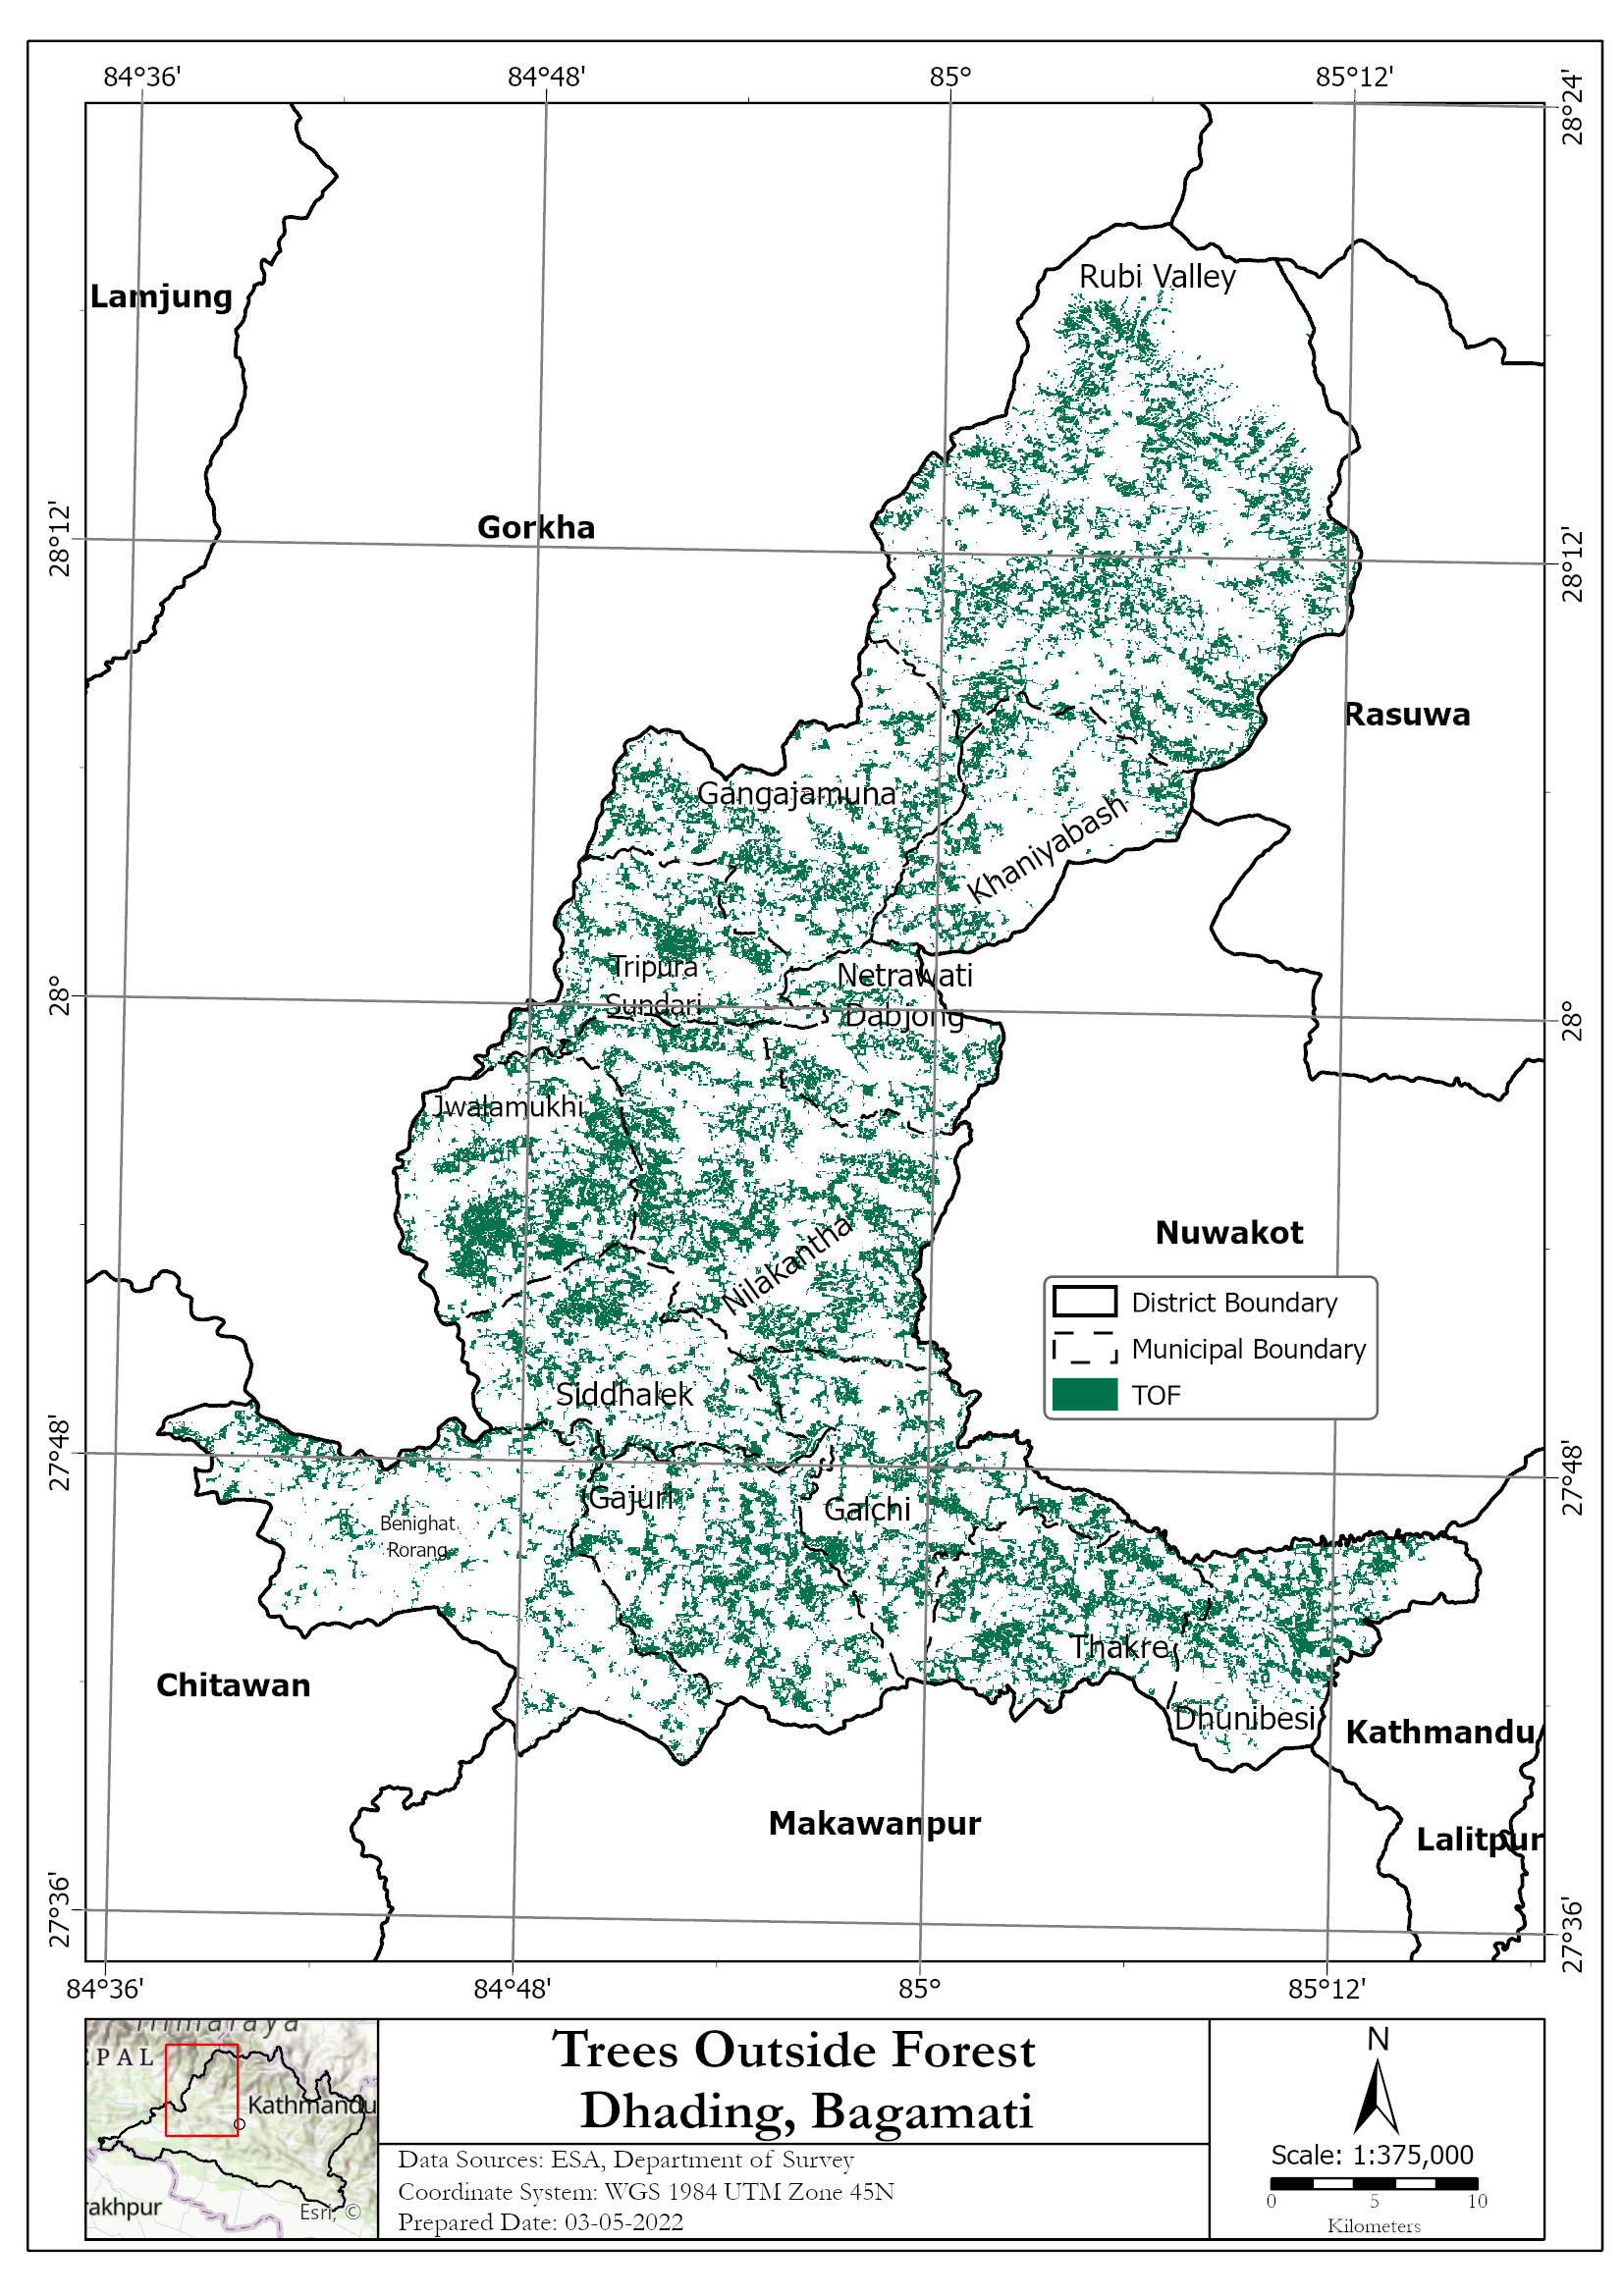 84°36' 84°48' 85° 85°12'
28°24'
Rubi Valley
Lamjung
Gorkha
28°12' 28°12'
Rasuwa
Gangajamuna
Khaniyabash
Tripura
Sundari
Netrawati
Dabjong
28° 28°
Jwalamukhi
Nilakantha
Nuwakot
District Boundary
Municipal Boundary
TOF
Siddhalek
27°48' 27°48'
Gajuri
Galchi
Benighat
Rorang
Thakre
Dhunibesi
Chitawan
Kathmandu
Makawanpur
Lalitpur
27°36' 27°36'
84°36' 84°48' 85° 85°12'
Himalaya
EPAL
Kathmandu
rakhpur
Esri, ©
Trees Outside Forest
Dhading, Bagamati
Data Sources: ESA, Department of Survey
Coordinate System: WGS 1984 UTM Zone 45N
Prepared Date: 03-05-2022
N
Scale: 1:375,000
0 5 10
Kilometers